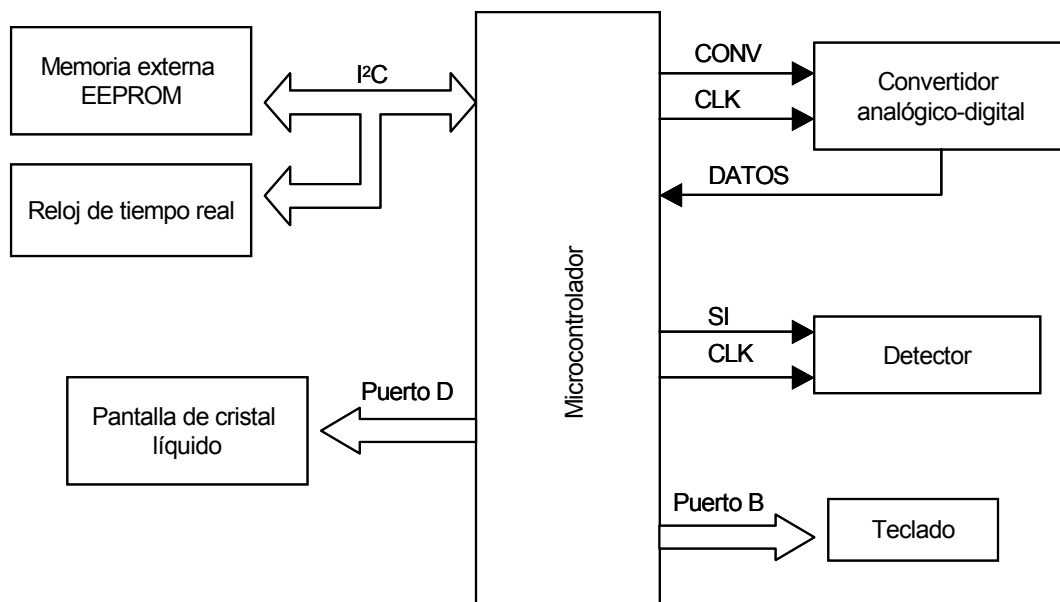 Memoria externa
EEPROM
I²C
Reloj de tiempo real
Pantalla de cristal
líquido
Puerto D
Microcontrolador
CONV
CLK
DATOS
Convertidor
analógico-digital
SI
CLK
Detector
Puerto B
Teclado